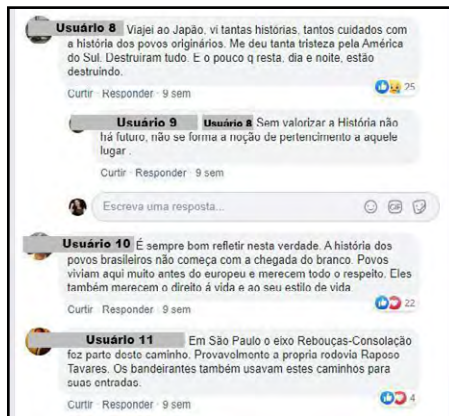 Usuário 8 Viajei ao Japão, vi tantas histórias, tantos cuidados com
a história dos povos originários. Me deu tanta tristeza pela América
do Sul. Destruiram tudo. E o pouco q resta, dia e noite, estão
destruindo.
Curtir · Responder · 9 sem
25
Usuário 9 Usuário 8 Sem valorizar a História não
há futuro, não se forma a noção de pertencimento a aquele
lugar .
Curtir · Responder · 9 sem
Escreva uma resposta...
GIF
Usuário 10 É sempre bom refletir nesta verdade. A história dos
povos brasileiros não começa com a chegada do branco. Povos
viviam aqui muito antes do europeu e merecem todo o respeito. Eles
também merecem o direito á vida e ao seu estilo de vida
Curtir Responder · 9 sem
22
Usuário 11 Em São Paulo o eixo Rebouças-Consolação
foz parto dosto caminho. Provavolmonto a propria rodovia Raposo
Tavares. Os bandeirantes também usavam estes caminhos para
suas entradas.
Curtir · Responder · 9 sem
4